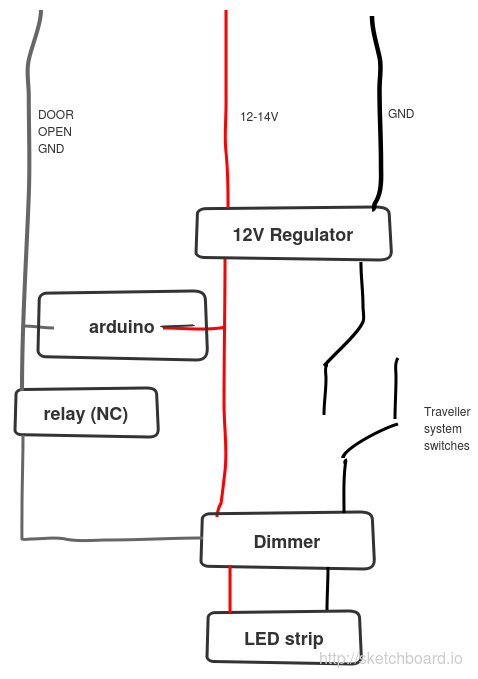 DOOR
OPEN
GND
12-14V
GND
12V Regulator
arduino
relay (NC)
Traveller
system
switches
Dimmer
LED strip
http://sketchboard.io